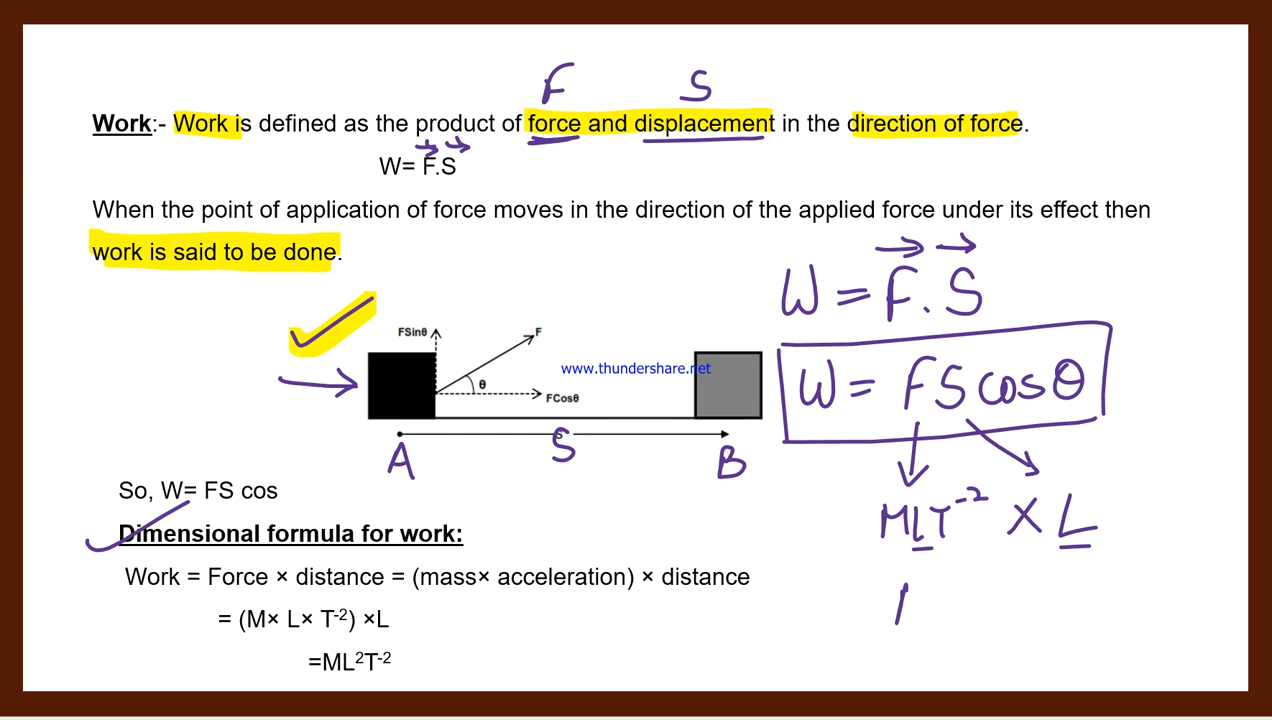 F S
Work:- Work is defined as the product of force and displacement in the direction of force.
W= F.S
When the point of application of force moves in the direction of the applied force under its effect then
work is said to be done.
W = F . S
FSinθ
F
www.thundershare.net
θ
FCosθ
W = FS cosθ
A S B
So, W= FS cos
MLT⁻² × L
Dimensional formula for work:
Work = Force × distance = (mass× acceleration) × distance
= (M× L× T⁻²) ×L
=ML²T⁻²